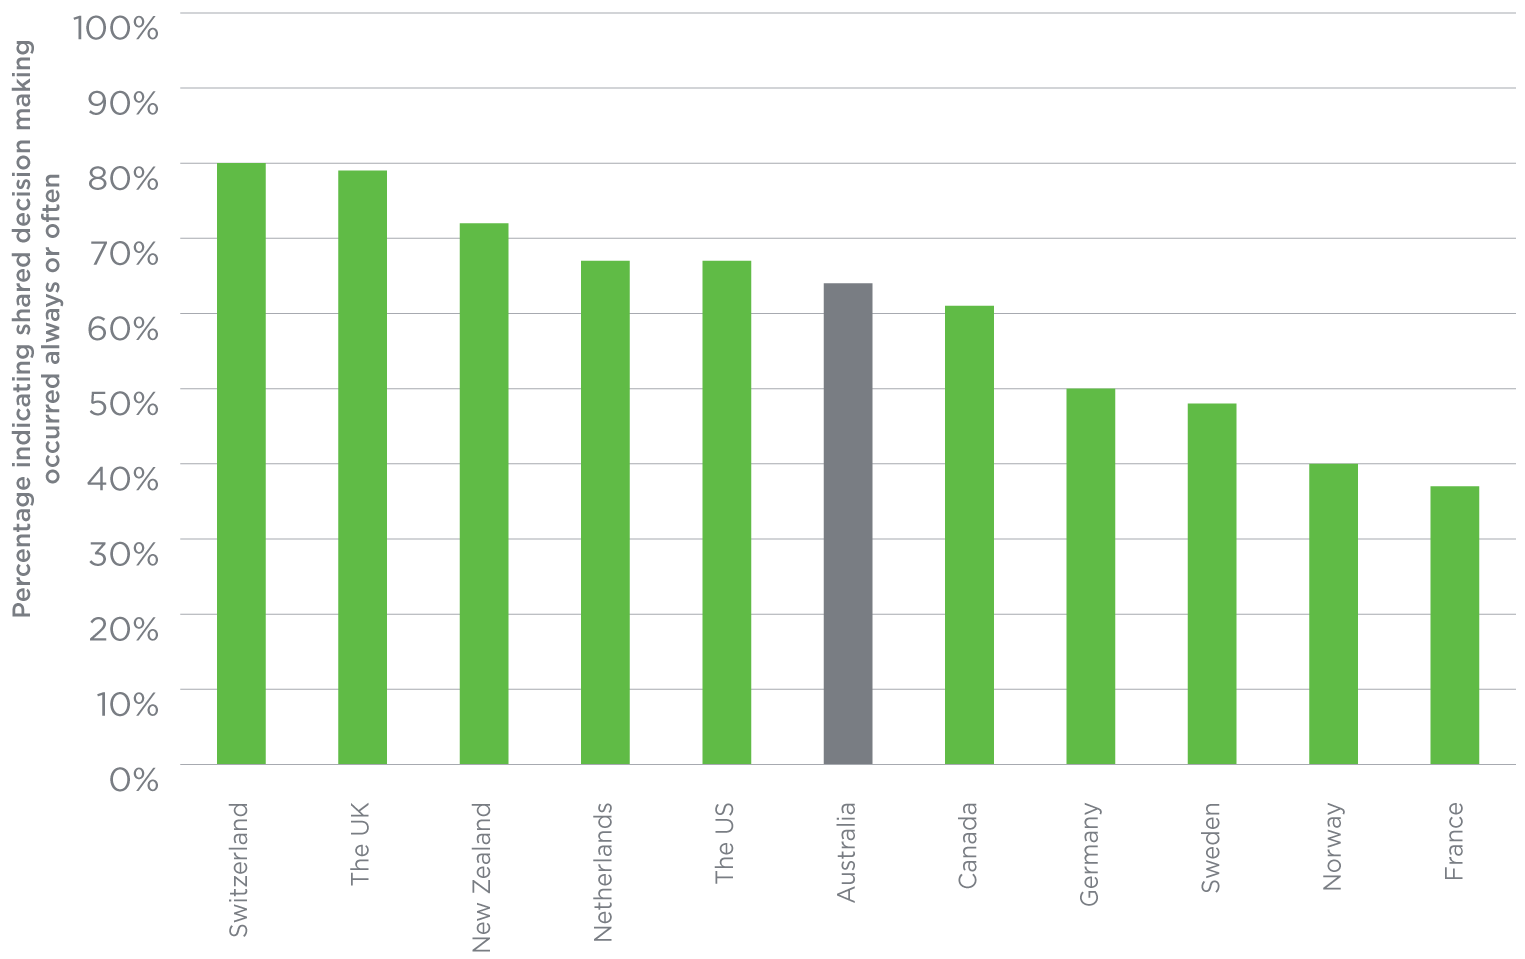 Percentage indicating shared decision making
occurred always or often
100%
90%
80%
70%
60%
50%
40%
30%
20%
10%
0%
Switzerland
The UK
New Zealand
Netherlands
The US
Australia
Canada
Germany
Sweden
Norway
France